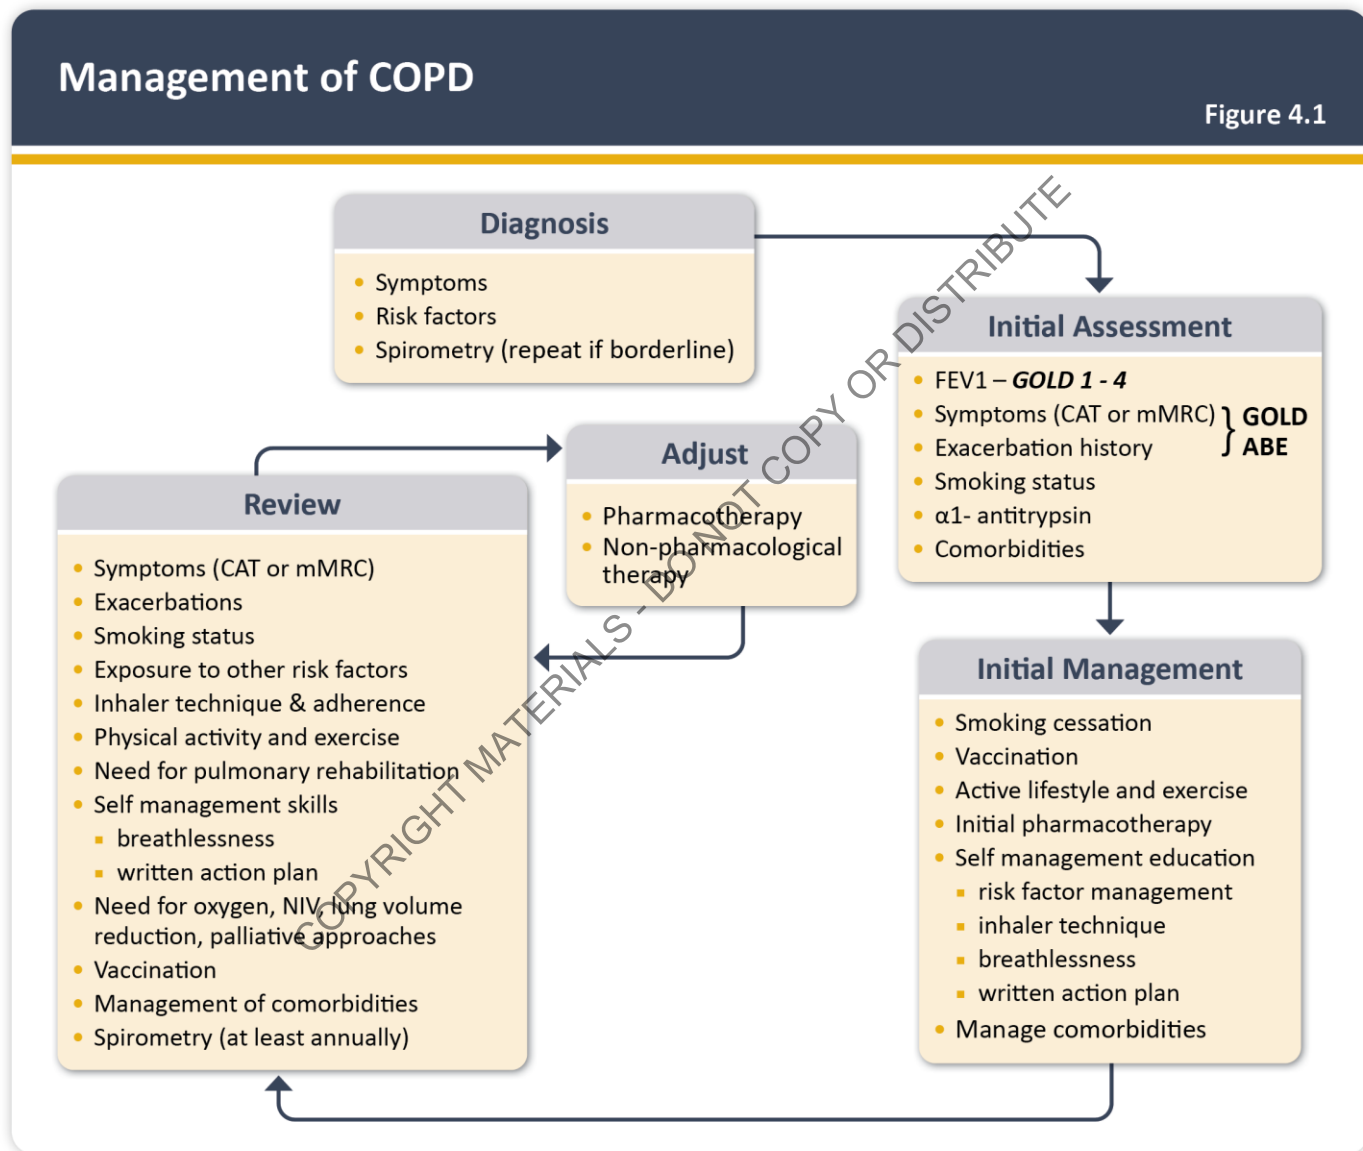 Management of COPD
Figure 4.1
Diagnosis
• Symptoms
• Risk factors
• Spirometry (repeat if borderline)
Initial Assessment
• FEV1 – GOLD 1 - 4
• Symptoms (CAT or mMRC)
• Exacerbation history
} GOLD
ABE
• Smoking status
• α1- antitrypsin
• Comorbidities
Initial Management
• Smoking cessation
• Vaccination
• Active lifestyle and exercise
• Initial pharmacotherapy
• Self management education
▪ risk factor management
▪ inhaler technique
▪ breathlessness
▪ written action plan
• Manage comorbidities
Review
• Symptoms (CAT or mMRC)
• Exacerbations
• Smoking status
• Exposure to other risk factors
• Inhaler technique & adherence
• Physical activity and exercise
• Need for pulmonary rehabilitation
• Self management skills
▪ breathlessness
▪ written action plan
• Need for oxygen, NIV, lung volume
reduction, palliative approaches
• Vaccination
• Management of comorbidities
• Spirometry (at least annually)
Adjust
• Pharmacotherapy
• Non-pharmacological
therapy
COPYRIGHT MATERIALS - DO NOT COPY OR DISTRIBUTE